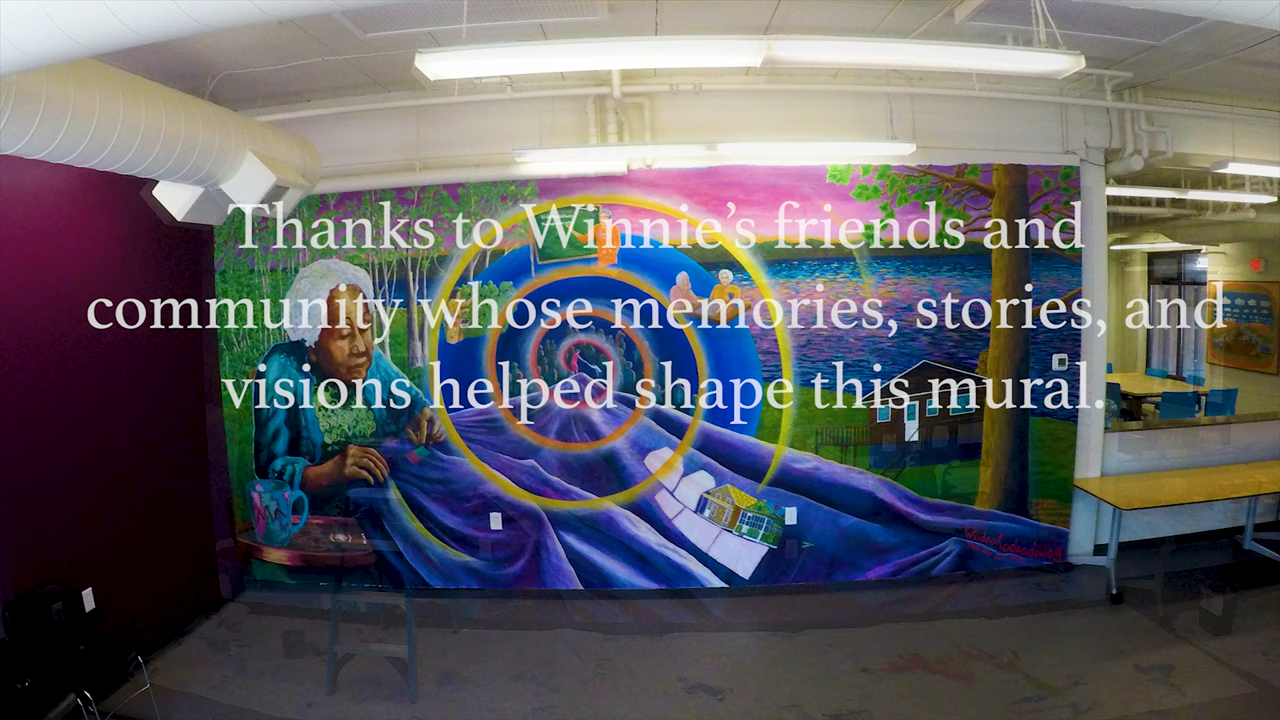 Thanks to Winnie’s friends and
community whose memories, stories, and
visions helped shape this mural.